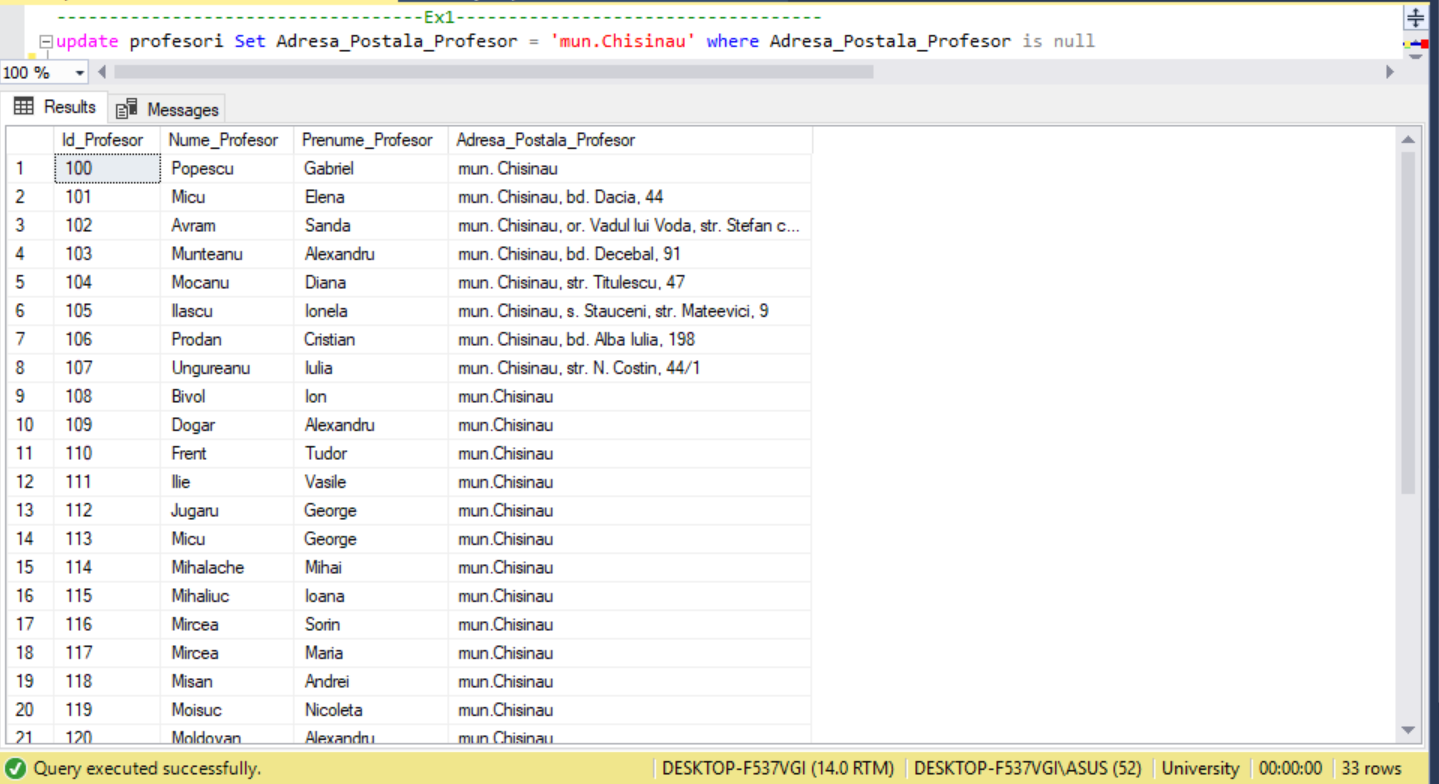 ---------------------------------Ex1---------------------------------
update profesori Set Adresa_Postala_Profesor = 'mun.Chisinau' where Adresa_Postala_Profesor is null
100 %
Results Messages
Id_Profesor Nume_Profesor Prenume_Profesor Adresa_Postala_Profesor
1 100 Popescu Gabriel mun. Chisinau
2 101 Micu Elena mun. Chisinau, bd. Dacia, 44
3 102 Avram Sanda mun. Chisinau, or. Vadul lui Voda, str. Stefan c...
4 103 Munteanu Alexandru mun. Chisinau, bd. Decebal, 91
5 104 Mocanu Diana mun. Chisinau, str. Titulescu, 47
6 105 Ilascu Ionela mun. Chisinau, s. Stauceni, str. Mateevici, 9
7 106 Prodan Cristian mun. Chisinau, bd. Alba Iulia, 198
8 107 Ungureanu Iulia mun. Chisinau, str. N. Costin, 44/1
9 108 Bivol Ion mun.Chisinau
10 109 Dogar Alexandru mun.Chisinau
11 110 Frent Tudor mun.Chisinau
12 111 Ilie Vasile mun.Chisinau
13 112 Jugaru George mun.Chisinau
14 113 Micu George mun.Chisinau
15 114 Mihalache Mihai mun.Chisinau
16 115 Mihaliuc Ioana mun.Chisinau
17 116 Mircea Sorin mun.Chisinau
18 117 Mircea Maria mun.Chisinau
19 118 Misan Andrei mun.Chisinau
20 119 Moisuc Nicoleta mun.Chisinau
21 120 Moldovan Alexandru mun.Chisinau
Query executed successfully. DESKTOP-F537VGI (14.0 RTM) DESKTOP-F537VGI\ASUS (52) University 00:00:00 33 rows